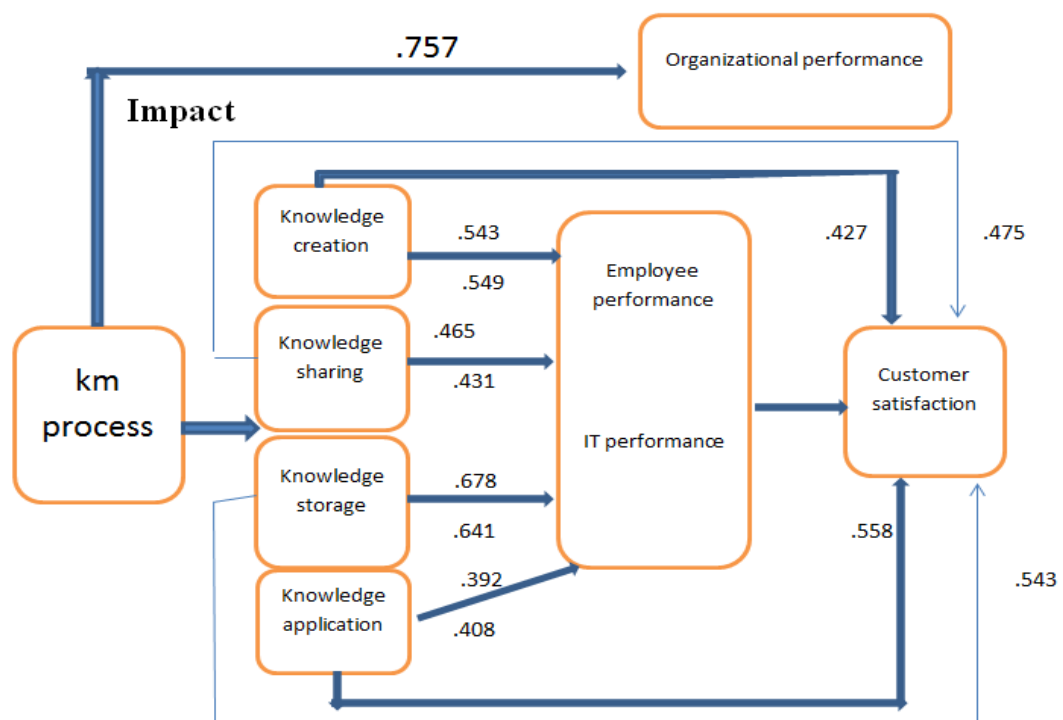 .757
Organizational performance
Impact
Knowledge
creation
.543
.549
Employee
performance
.427
.475
km
process
Knowledge
sharing
.465
.431
IT performance
Customer
satisfaction
Knowledge
storage
.678
.641
.558
.543
Knowledge
application
.392
.408